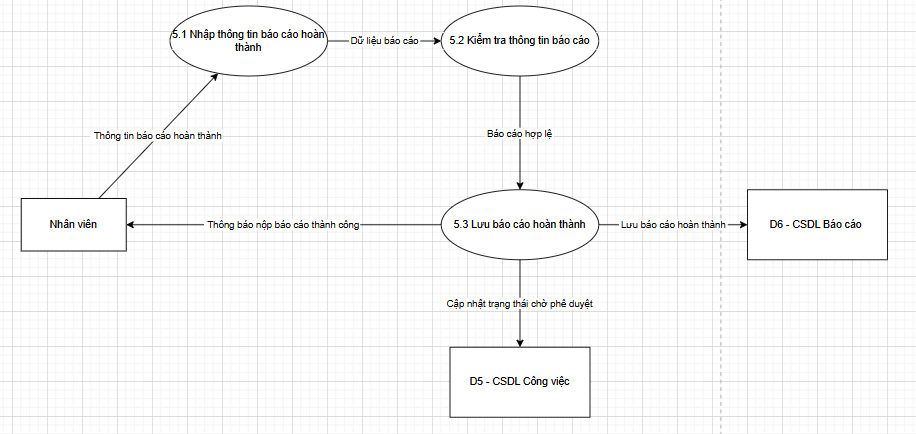 5.1 Nhập thông tin báo cáo hoàn
thành
Dữ liệu báo cáo
5.2 Kiểm tra thông tin báo cáo
Thông tin báo cáo hoàn thành
Báo cáo hợp lệ
Nhân viên
Thông báo nộp báo cáo thành công
5.3 Lưu báo cáo hoàn thành
Lưu báo cáo hoàn thành
D6 - CSDL Báo cáo
Cập nhật trạng thái chờ phê duyệt
D5 - CSDL Công việc